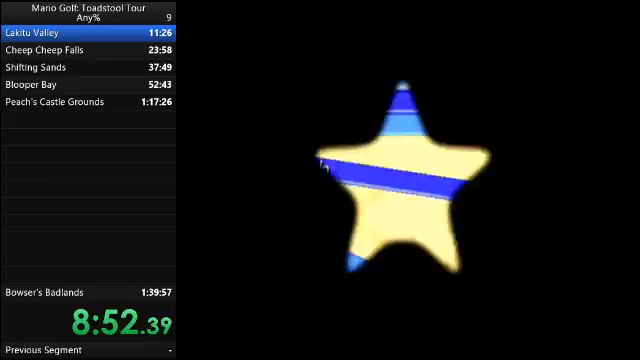 Mario Golf: Toadstool Tour
Any% 9
Lakitu Valley 11:26
Cheep Cheep Falls 23:58
Shifting Sands 37:49
Blooper Bay 52:43
Peach's Castle Grounds 1:17:26
Bowser's Badlands 1:39:57
8:52.39
Previous Segment -